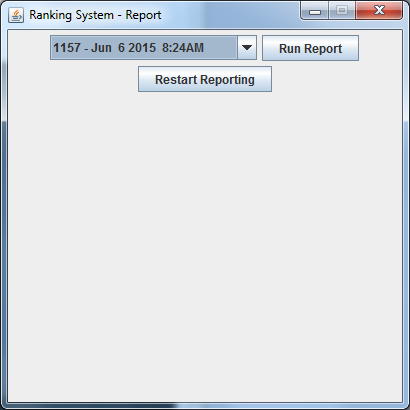 Ranking System - Report
1157 - Jun  6 2015  8:24AM
Run Report
Restart Reporting